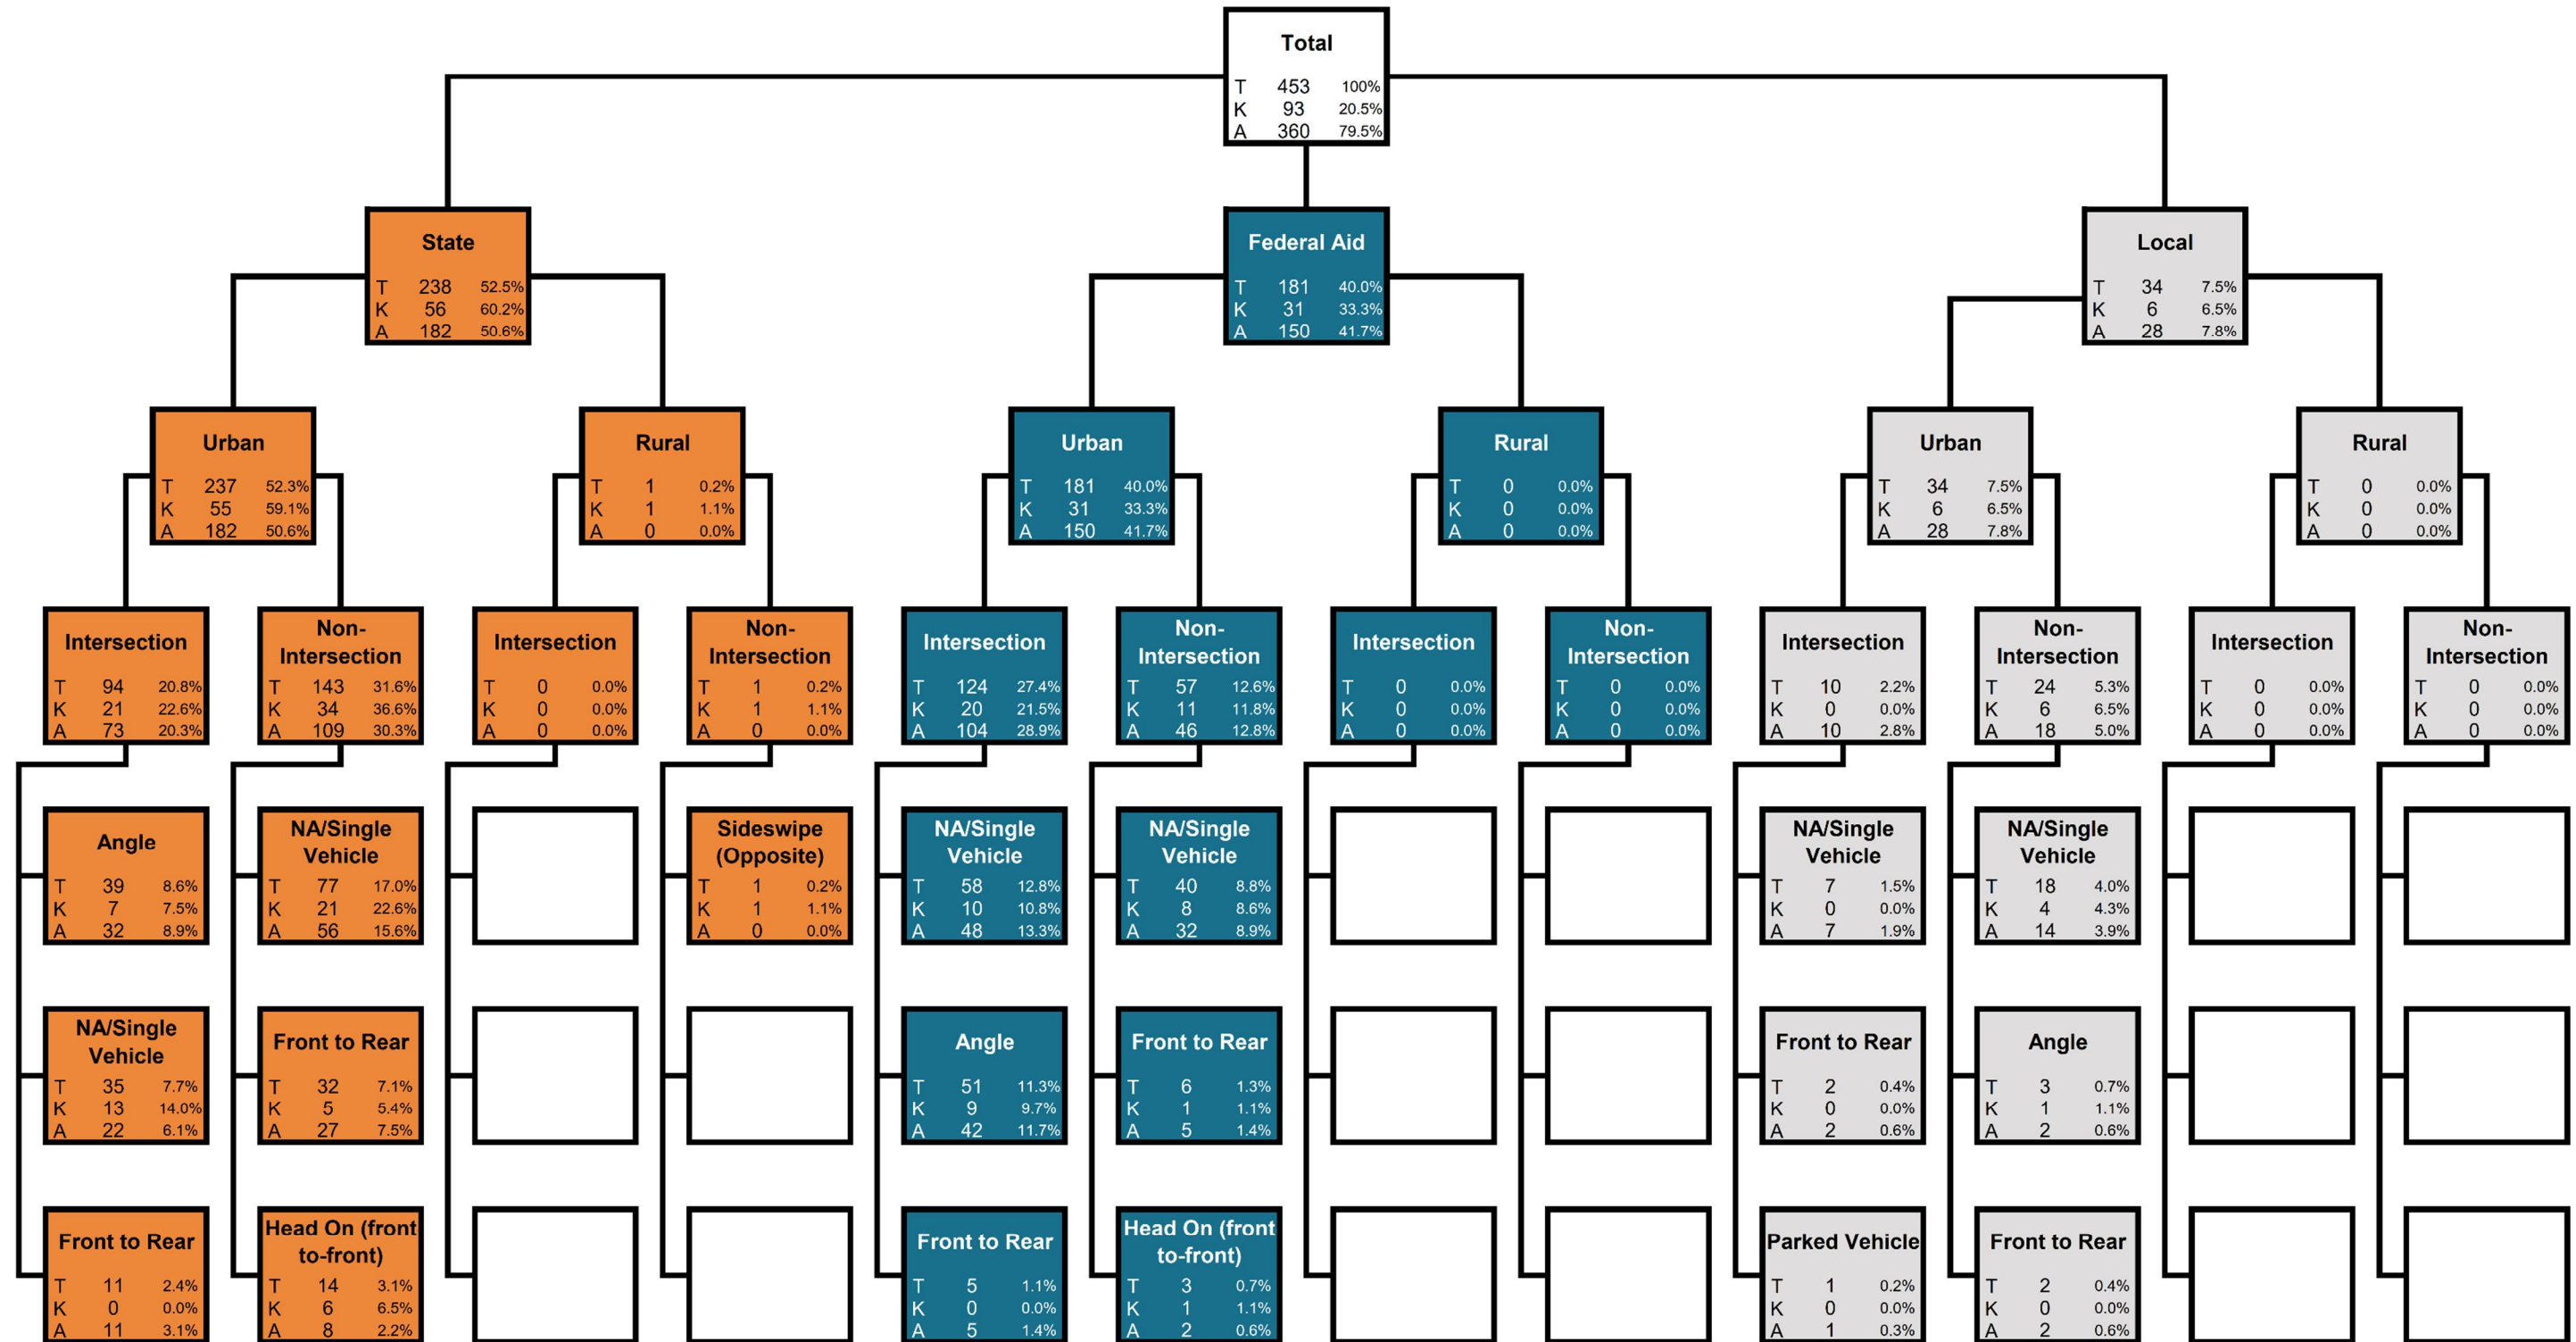 Total
T 453 100%
K 93 20.5%
A 360 79.5%
State
T 238 52.5%
K 56 60.2%
A 182 50.6%
Federal Aid
T 181 40.0%
K 31 33.3%
A 150 41.7%
Local
T 34 7.5%
K 6 6.5%
A 28 7.8%
Urban
T 237 52.3%
K 55 59.1%
A 182 50.6%
Rural
T 1 0.2%
K 1 1.1%
A 0 0.0%
Urban
T 181 40.0%
K 31 33.3%
A 150 41.7%
Rural
T 0 0.0%
K 0 0.0%
A 0 0.0%
Urban
T 34 7.5%
K 6 6.5%
A 28 7.8%
Rural
T 0 0.0%
K 0 0.0%
A 0 0.0%
Intersection
T 94 20.8%
K 21 22.6%
A 73 20.3%
Non-
Intersection
T 143 31.6%
K 34 36.6%
A 109 30.3%
Intersection
T 0 0.0%
K 0 0.0%
A 0 0.0%
Non-
Intersection
T 1 0.2%
K 1 1.1%
A 0 0.0%
Intersection
T 124 27.4%
K 20 21.5%
A 104 28.9%
Non-
Intersection
T 57 12.6%
K 11 11.8%
A 46 12.8%
Intersection
T 0 0.0%
K 0 0.0%
A 0 0.0%
Non-
Intersection
T 0 0.0%
K 0 0.0%
A 0 0.0%
Intersection
T 10 2.2%
K 0 0.0%
A 10 2.8%
Non-
Intersection
T 24 5.3%
K 6 6.5%
A 18 5.0%
Intersection
T 0 0.0%
K 0 0.0%
A 0 0.0%
Non-
Intersection
T 0 0.0%
K 0 0.0%
A 0 0.0%
Angle
T 39 8.6%
K 7 7.5%
A 32 8.9%
NA/Single
Vehicle
T 77 17.0%
K 21 22.6%
A 56 15.6%
Sideswipe
(Opposite)
T 1 0.2%
K 1 1.1%
A 0 0.0%
NA/Single
Vehicle
T 58 12.8%
K 10 10.8%
A 48 13.3%
NA/Single
Vehicle
T 40 8.8%
K 8 8.6%
A 32 8.9%
NA/Single
Vehicle
T 7 1.5%
K 0 0.0%
A 7 1.9%
NA/Single
Vehicle
T 18 4.0%
K 4 4.3%
A 14 3.9%
NA/Single
Vehicle
T 35 7.7%
K 13 14.0%
A 22 6.1%
Front to Rear
T 32 7.1%
K 5 5.4%
A 27 7.5%
Angle
T 51 11.3%
K 9 9.7%
A 42 11.7%
Front to Rear
T 6 1.3%
K 1 1.1%
A 5 1.4%
Front to Rear
T 2 0.4%
K 0 0.0%
A 2 0.6%
Angle
T 3 0.7%
K 1 1.1%
A 2 0.6%
Front to Rear
T 11 2.4%
K 0 0.0%
A 11 3.1%
Head On (front
to-front)
T 14 3.1%
K 6 6.5%
A 8 2.2%
Front to Rear
T 5 1.1%
K 0 0.0%
A 5 1.4%
Head On (front
to-front)
T 3 0.7%
K 1 1.1%
A 2 0.6%
Parked Vehicle
T 1 0.2%
K 0 0.0%
A 1 0.3%
Front to Rear
T 2 0.4%
K 0 0.0%
A 2 0.6%